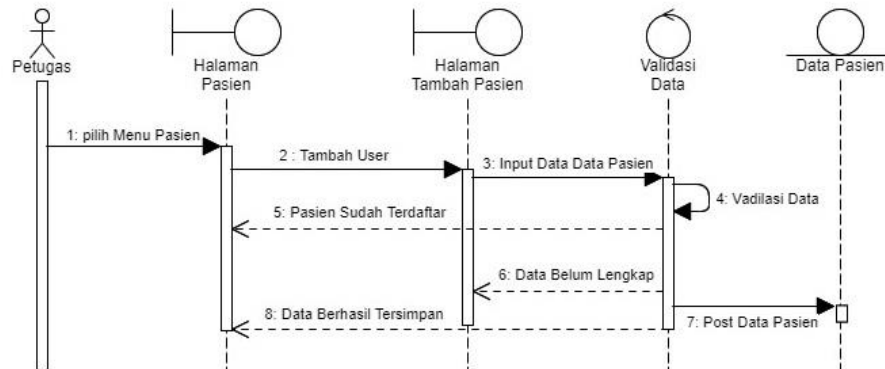 Petugas
Halaman
Pasien
Halaman
Tambah Pasien
Validasi
Data
Data Pasien
1: pilih Menu Pasien
2 : Tambah User
3: Input Data Data Pasien
4: Vadilasi Data
5: Pasien Sudah Terdaftar
6: Data Belum Lengkap
7: Post Data Pasien
8: Data Berhasil Tersimpan